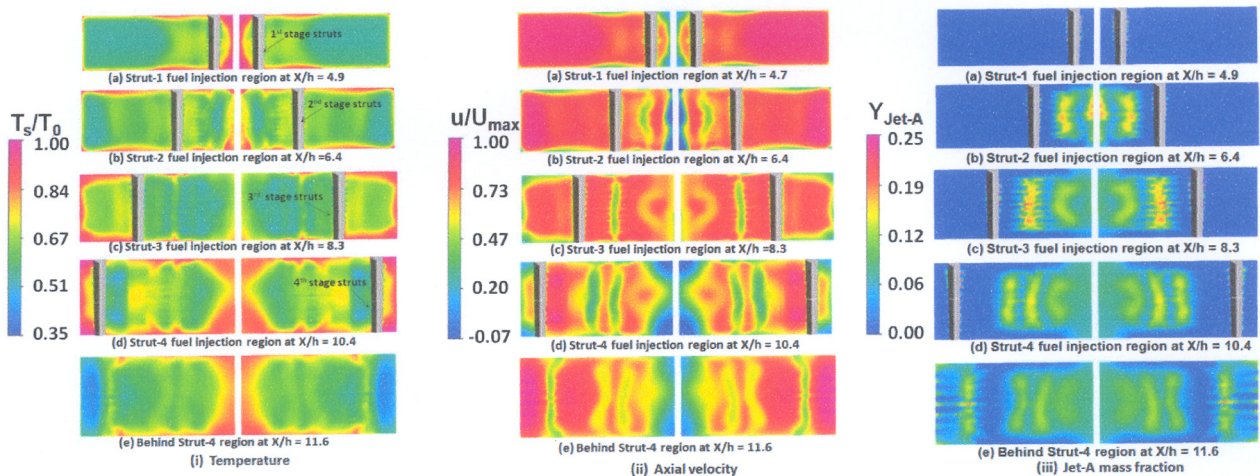 1st stage struts
(a) Strut-1 fuel injection region at X/h = 4.9
Ts/T0
1.00
0.84
0.67
0.51
0.35
2nd stage struts
(b) Strut-2 fuel injection region at X/h =6.4
3rd stage struts
(c) Strut-3 fuel injection region at X/h = 8.3
4th stage struts
(d) Strut-4 fuel injection region at X/h = 10.4
(e) Behind Strut-4 region at X/h = 11.6
(i) Temperature
(a) Strut-1 fuel injection region at X/h = 4.7
u/Umax
1.00
0.73
0.47
0.20
-0.07
(b) Strut-2 fuel injection region at X/h = 6.4
(c) Strut-3 fuel injection region at X/h =8.3
(d) Strut-4 fuel injection region at X/h = 10.4
(e) Behind Strut-4 region at X/h = 11.6
(ii) Axial velocity
(a) Strut-1 fuel injection region at X/h = 4.9
YJet-A
0.25
0.19
0.12
0.06
0.00
(b) Strut-2 fuel injection region at X/h = 6.4
(c) Strut-3 fuel injection region at X/h = 8.3
(d) Strut-4 fuel injection region at X/h = 10.4
(e) Behind Strut-4 region at X/h = 11.6
(iii) Jet-A mass fraction